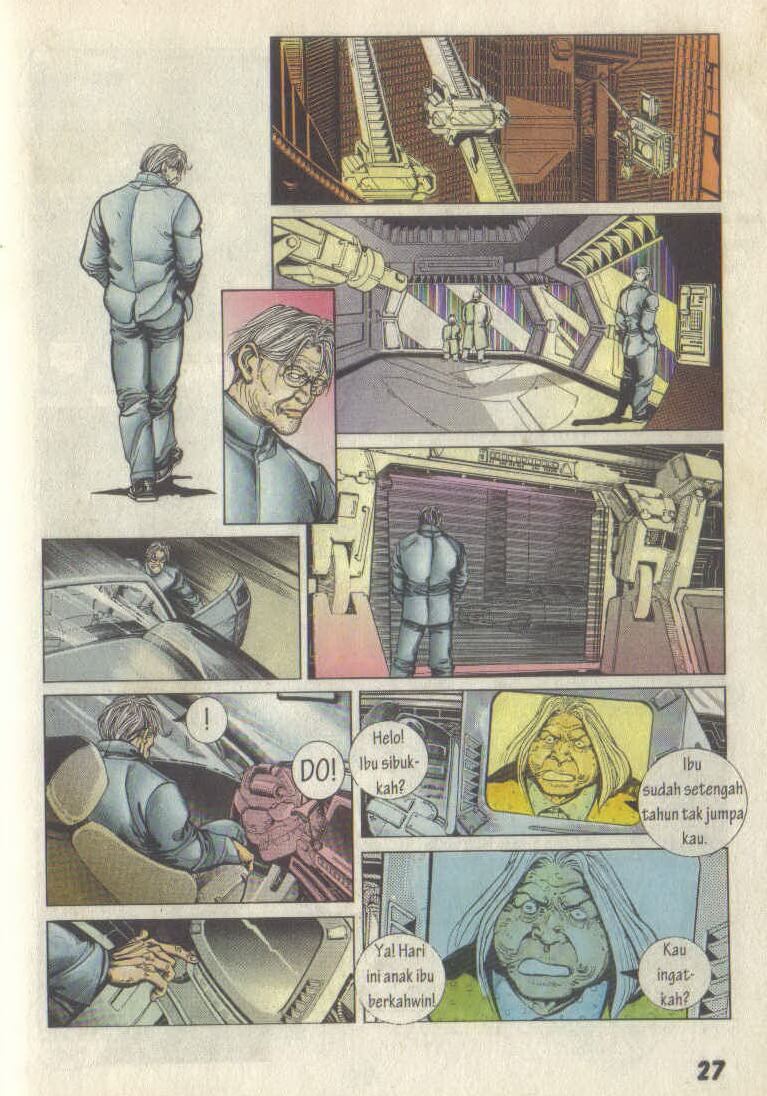 !
DO!
Helo!
Ibu sibuk-
kah?
Ibu
sudah setengah
tahun tak jumpa
kau.
Ya! Hari
ini anak ibu
berkahwin!
Kau
ingat-
kah?
27